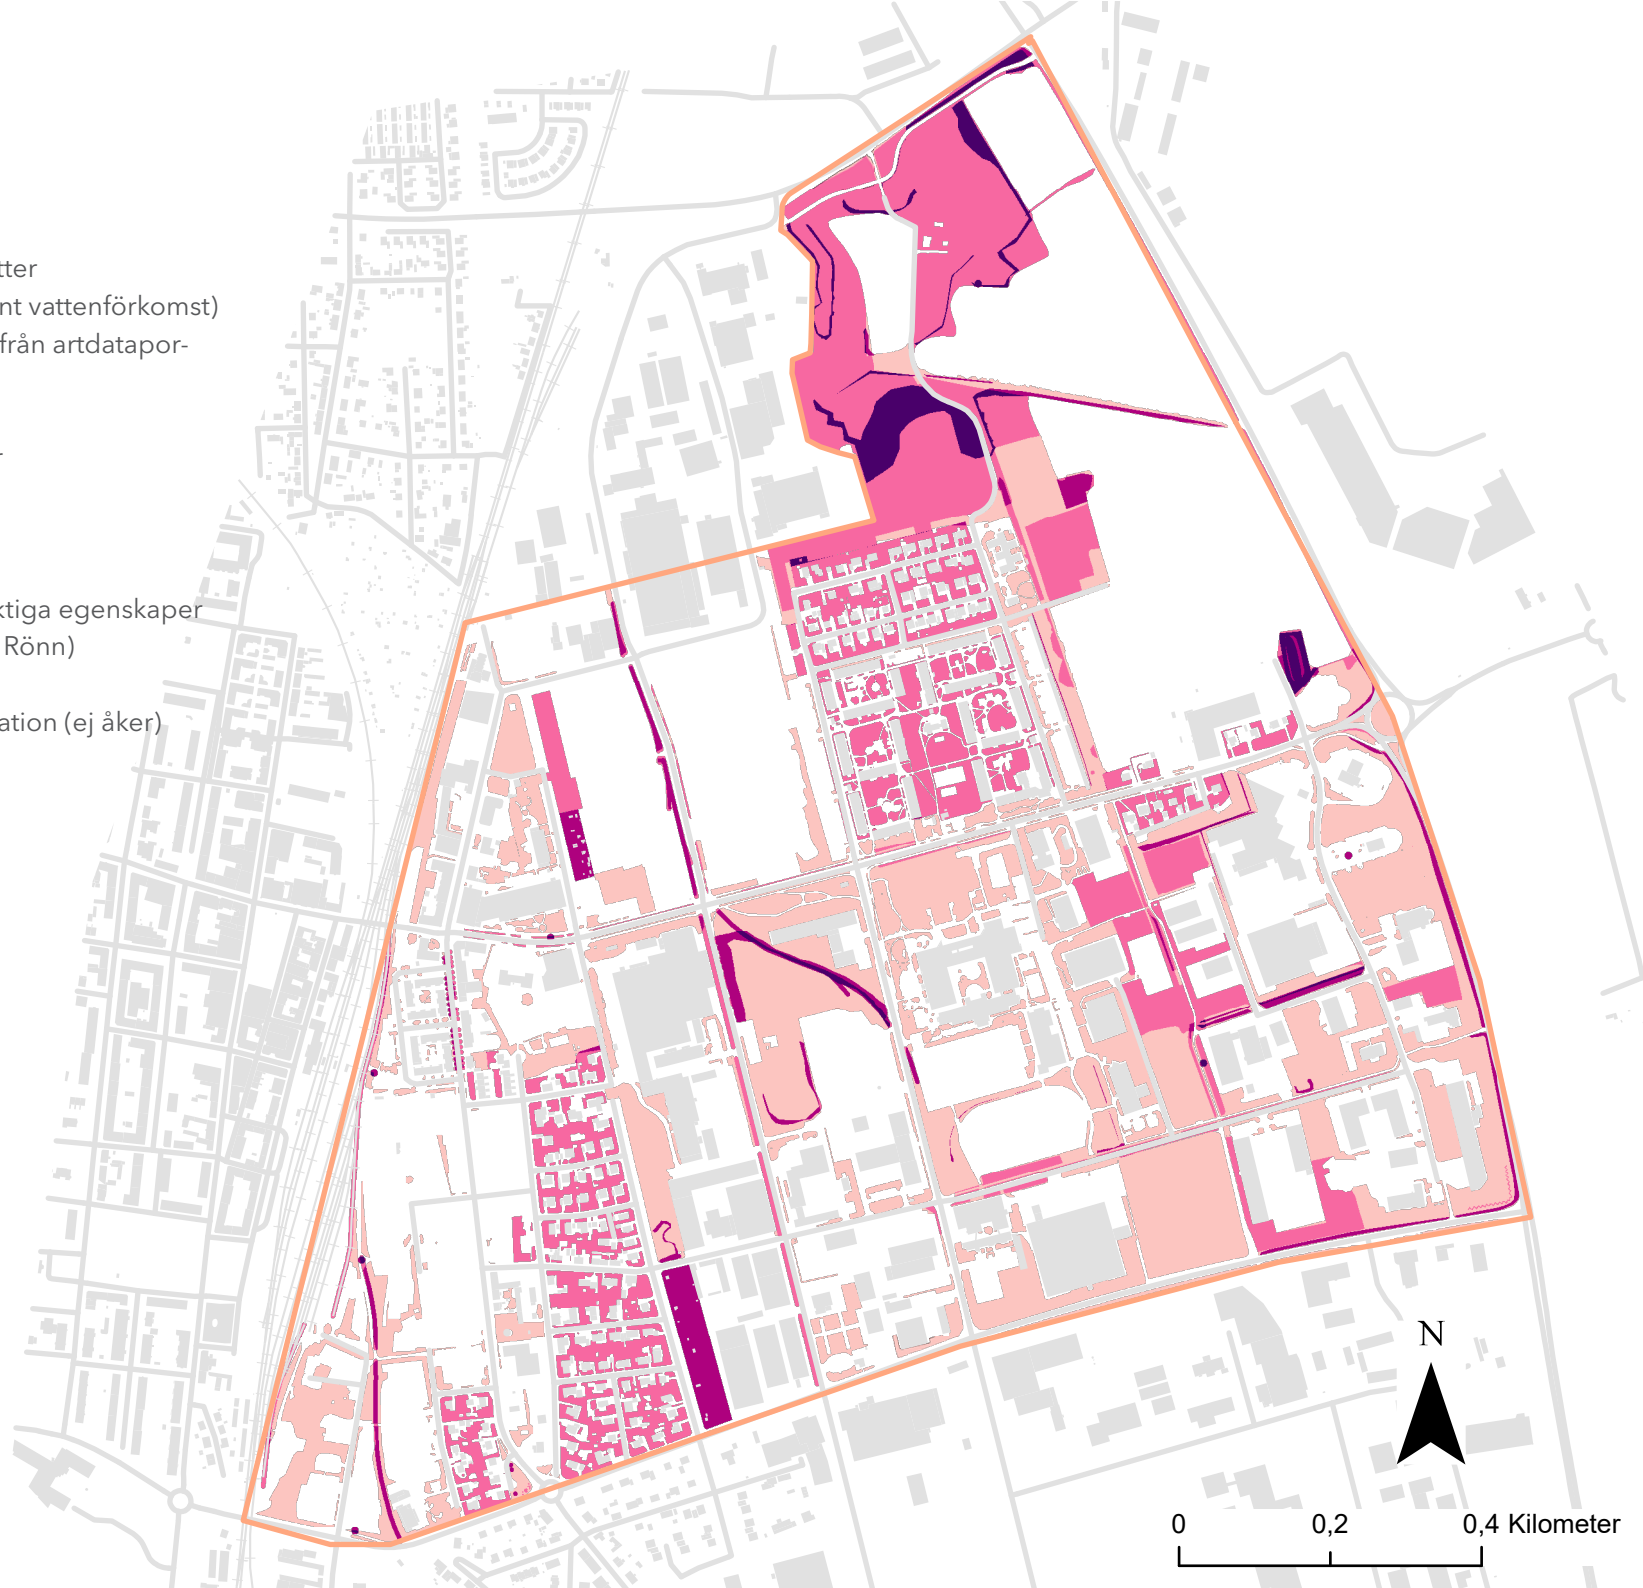 tter
nt vattenförkomst)
från artdatapor-
-
ktiga egenskaper
Rönn)
ation (ej åker)
N
0 0,2 0,4 Kilometer